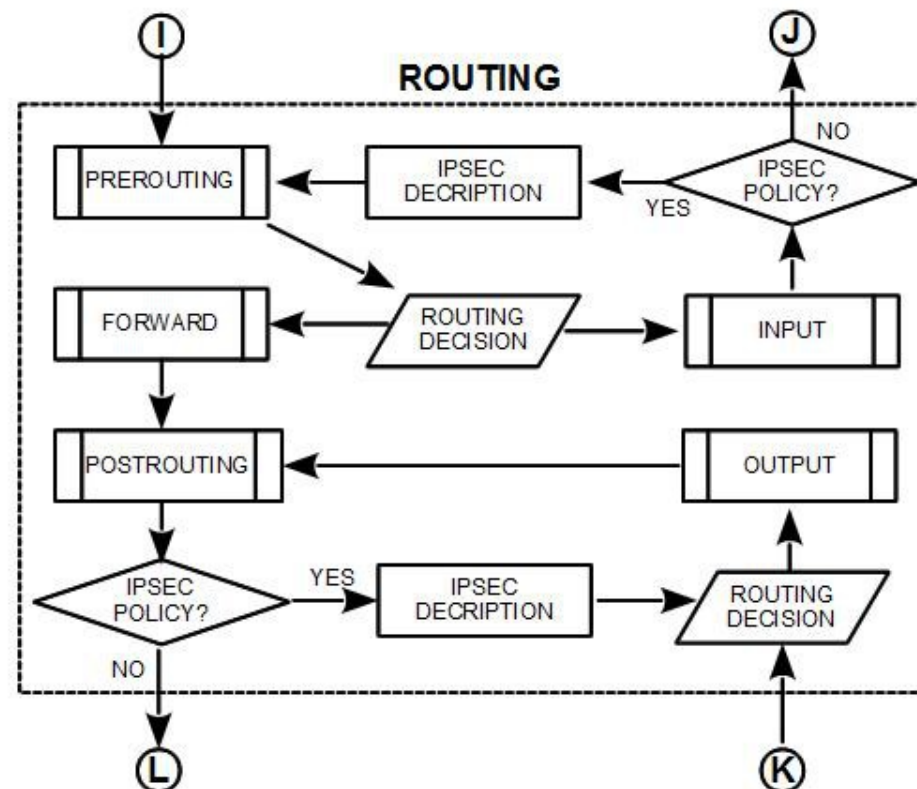 I
J
ROUTING
NO
PREROUTING
IPSEC
DECRIPTION
IPSEC
POLICY?
YES
FORWARD
ROUTING
DECISION
INPUT
POSTROUTING
OUTPUT
IPSEC
POLICY?
YES
IPSEC
DECRIPTION
ROUTING
DECISION
NO
L
K